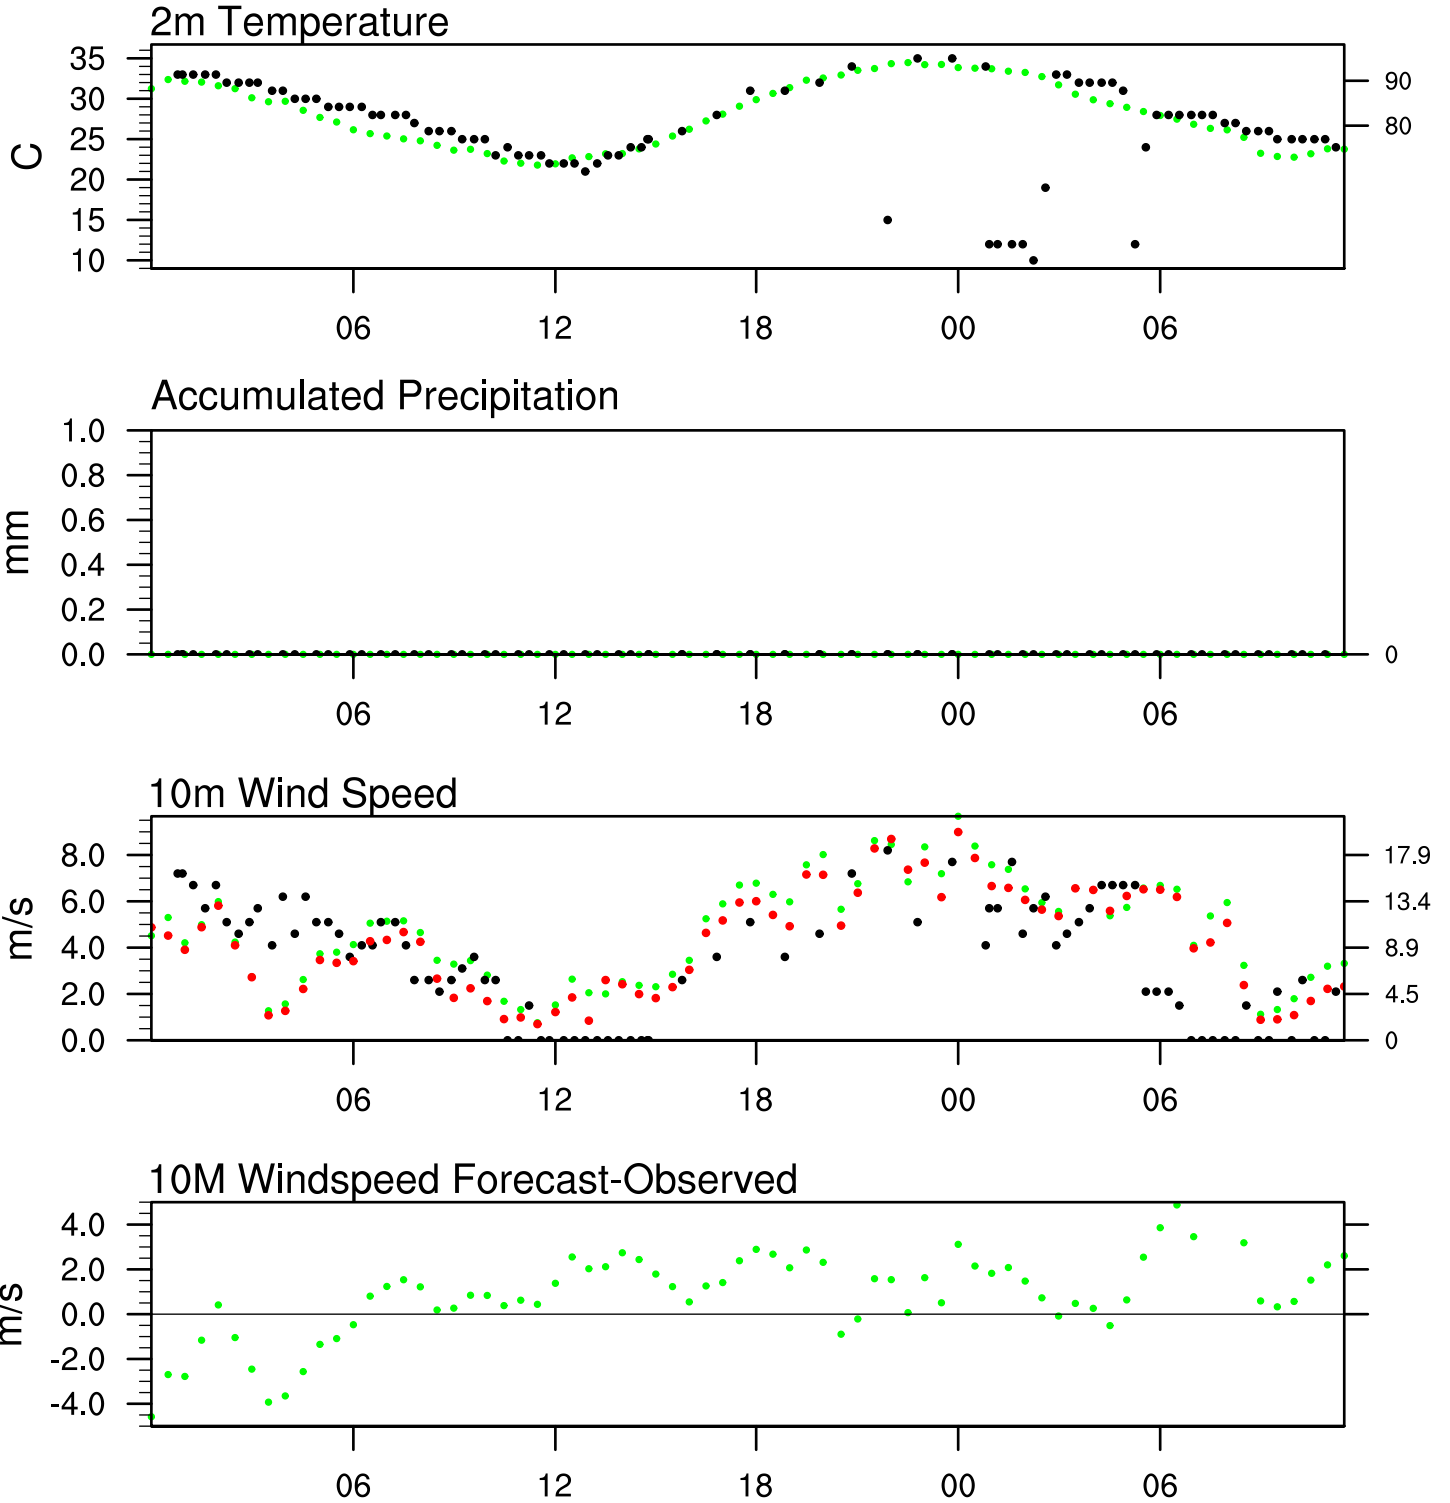 2m Temperature
35
30
25
20
15
10
C
90
80
06 12 18 00 06
Accumulated Precipitation
1.0
0.8
0.6
0.4
0.2
0.0
mm
0
06 12 18 00 06
10m Wind Speed
8.0
6.0
4.0
2.0
0.0
m/s
17.9
13.4
8.9
4.5
0
06 12 18 00 06
10M Windspeed Forecast-Observed
4.0
2.0
0.0
-2.0
-4.0
m/s
06 12 18 00 06